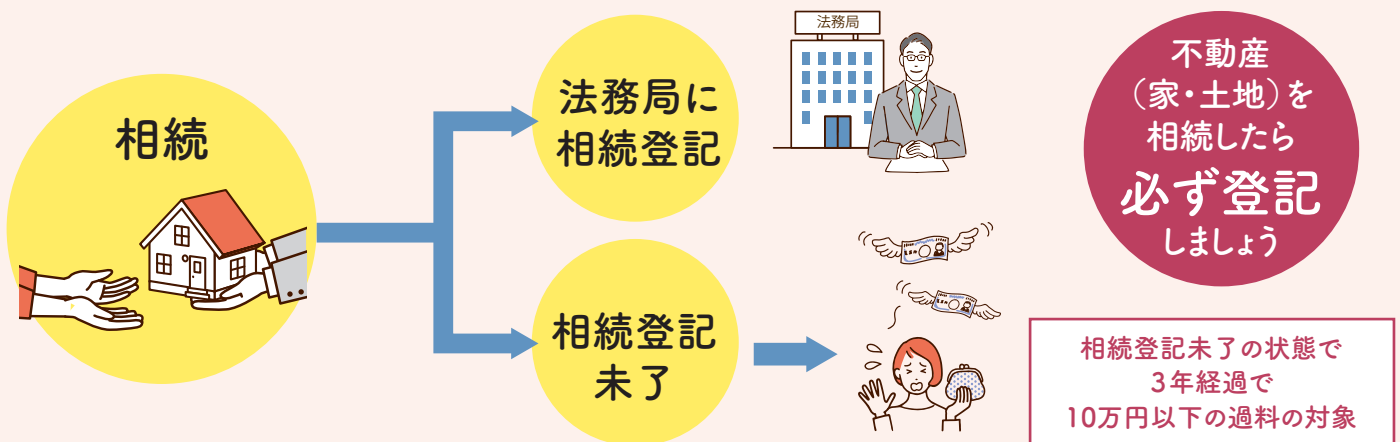 相続
法務局に
相続登記
相続登記
未了
法務局
不動産
（家・土地）を
相続したら
必ず登記
しましょう
相続登記未了の状態で
3年経過で
10万円以下の過料の対象